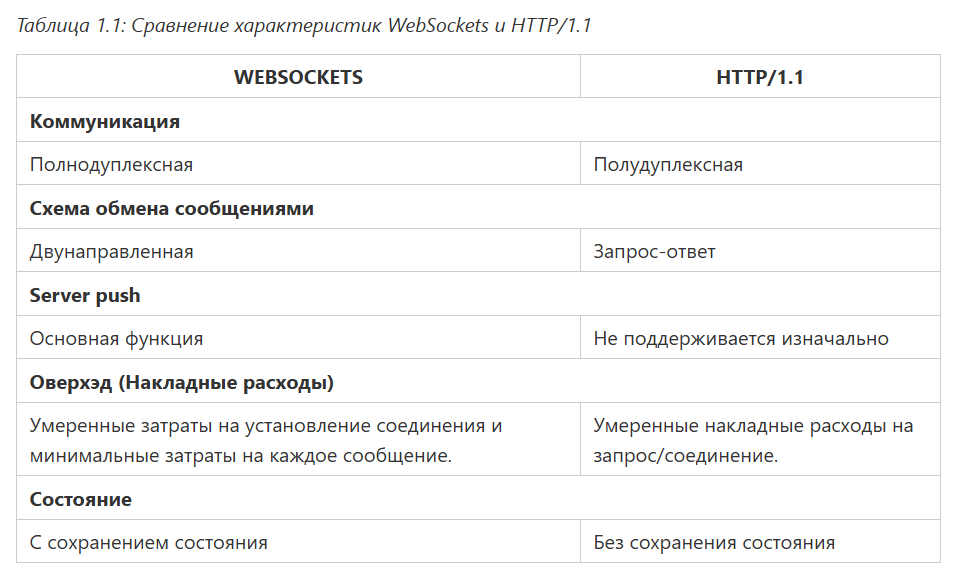 Таблица 1.1: Сравнение характеристик WebSockets и HTTP/1.1
WEBSOCKETS HTTP/1.1
Коммуникация
Полнодуплексная Полудуплексная
Схема обмена сообщениями
Двунаправленная Запрос-ответ
Server push
Основная функция Не поддерживается изначально
Оверхэд (Накладные расходы)
Умеренные затраты на установление соединения и Умеренные накладные расходы на
минимальные затраты на каждое сообщение. запрос/соединение.
Состояние
С сохранением состояния Без сохранения состояния